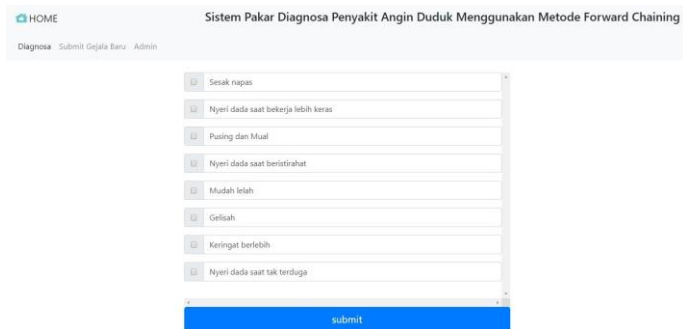 HOME
Sistem Pakar Diagnosa Penyakit Angin Duduk Menggunakan Metode Forward Chaining
Diagnosa Submit Gejala Baru Admin
Sesak napas
Nyeri dada saat bekerja lebih keras
Pusing dan Mual
Nyeri dada saat beristirahat
Mudah lelah
Gelisah
Keringat berlebih
Nyeri dada saat tak terduga
submit